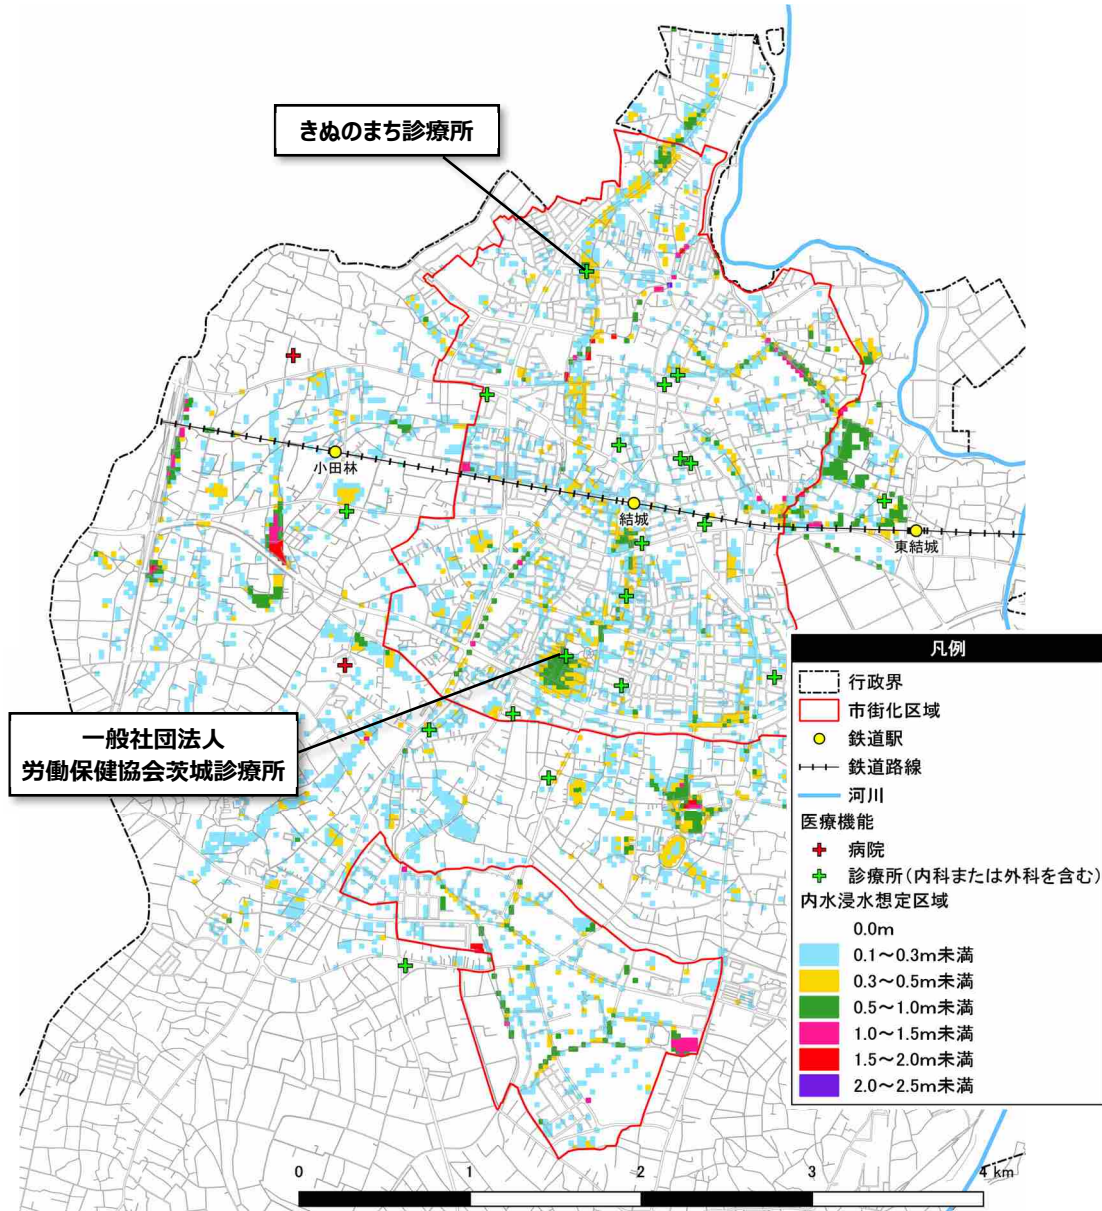 きぬのまち診療所
小田林
結城
東結城
一般社団法人
労働保健協会茨城診療所
凡例
行政界
市街化区域
鉄道駅
鉄道路線
河川
医療機能
病院
診療所(内科または外科を含む)
内水浸水想定区域
0.0m
0.1～0.3m未満
0.3～0.5m未満
0.5～1.0m未満
1.0～1.5m未満
1.5～2.0m未満
2.0～2.5m未満
0 1 2 3 4 km